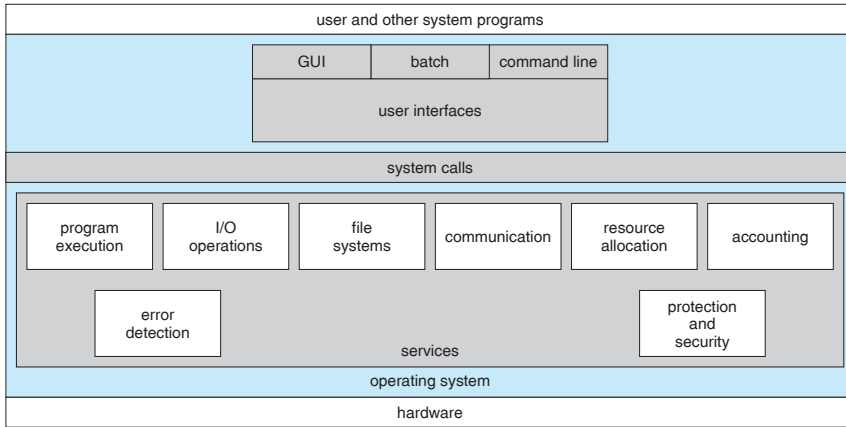 user and other system programs
GUI
batch
command line
user interfaces
system calls
program
execution
I/O
operations
file
systems
communication
resource
allocation
accounting
error
detection
protection
and
security
services
operating system
hardware